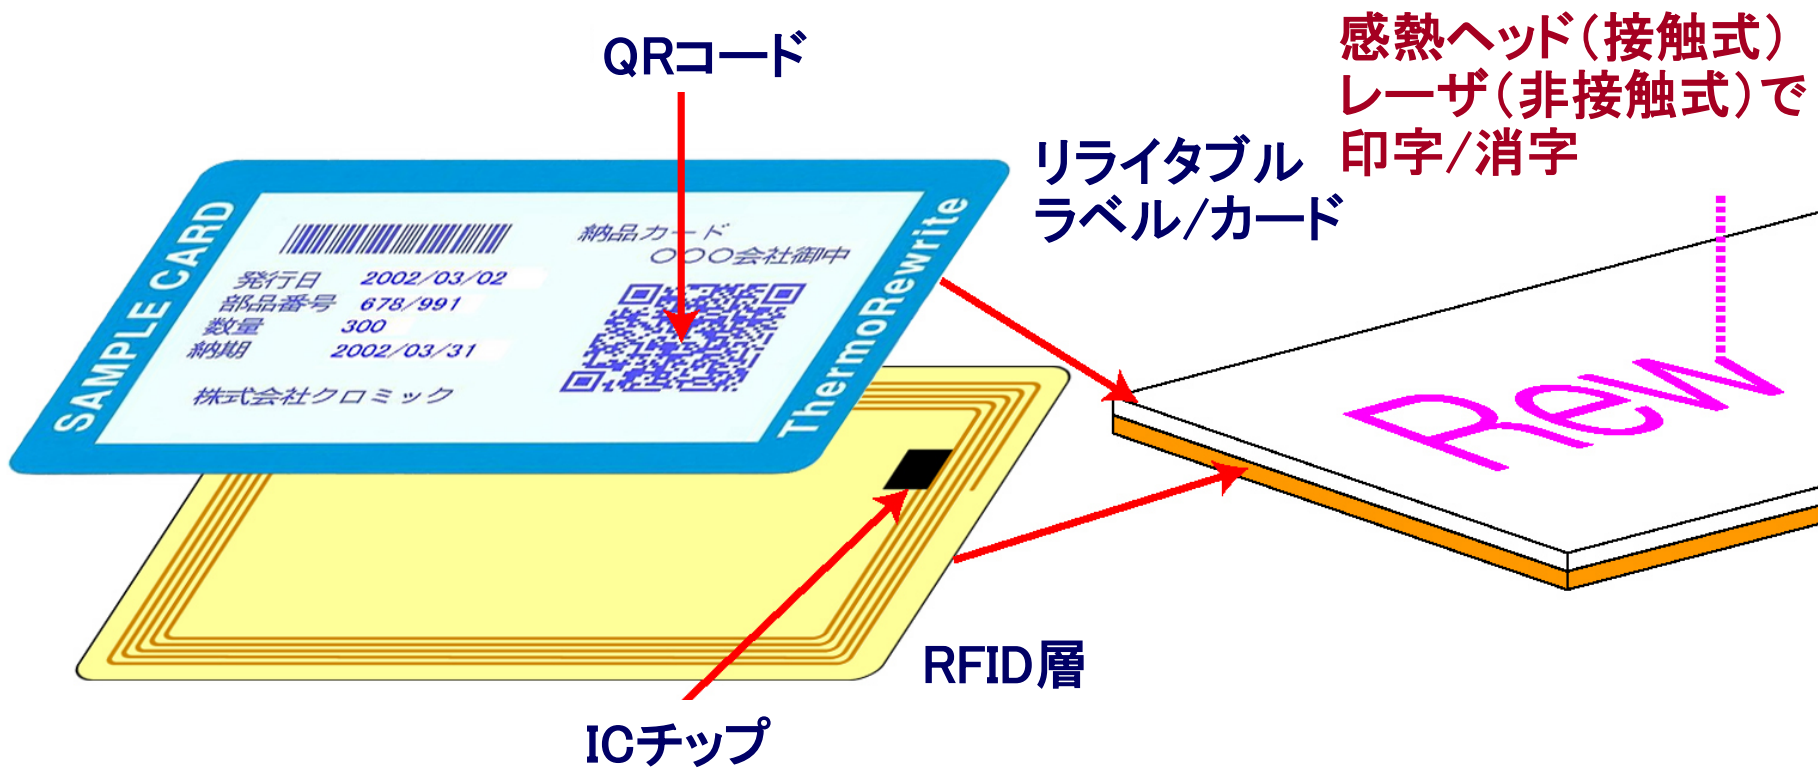 QRコード
感熱ヘッド(接触式)
レーザ(非接触式)で
印字/消字
リライタブル
ラベル/カード
SAMPLE CARD
ThermoRewrite
納品カード
〇〇〇会社御中
発行日 2002/03/02
部品番号 678/991
数量 300
納期 2002/03/31
株式会社クロミック
Rew
RFID層
ICチップ